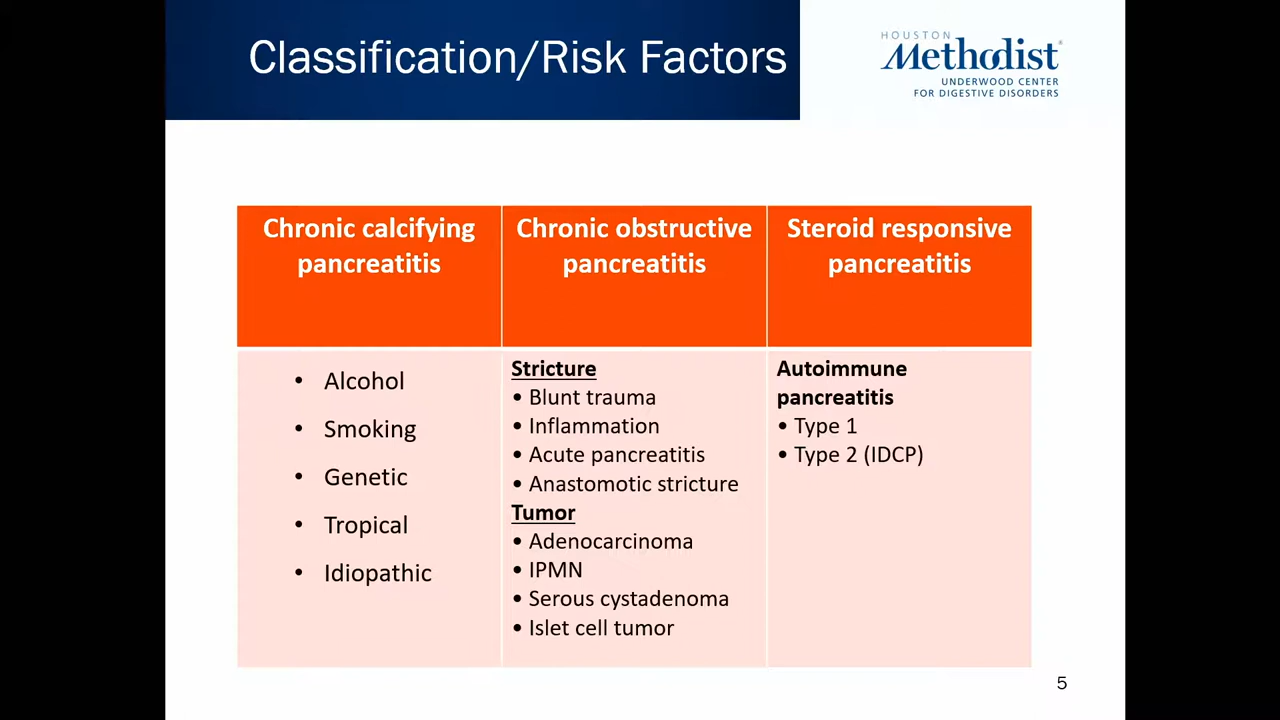 Classification/Risk Factors
HOUSTON
Methodist
UNDERWOOD CENTER
FOR DIGESTIVE DISORDERS
Chronic calcifying
pancreatitis
Chronic obstructive
pancreatitis
Steroid responsive
pancreatitis
• Alcohol
• Smoking
• Genetic
• Tropical
• Idiopathic
Stricture
• Blunt trauma
• Inflammation
• Acute pancreatitis
• Anastomotic stricture
Tumor
• Adenocarcinoma
• IPMN
• Serous cystadenoma
• Islet cell tumor
Autoimmune
pancreatitis
• Type 1
• Type 2 (IDCP)
5